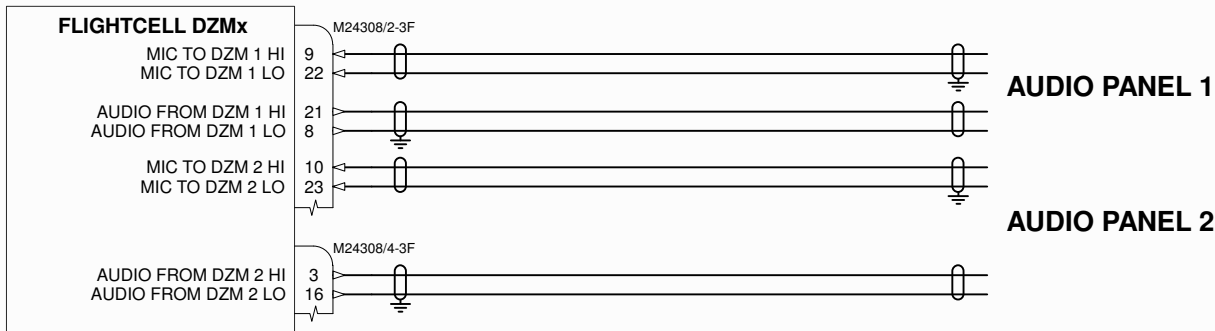 FLIGHTCELL DZMx
M24308/2-3F
MIC TO DZM 1 HI 9
MIC TO DZM 1 LO 22
AUDIO PANEL 1
AUDIO FROM DZM 1 HI 21
AUDIO FROM DZM 1 LO 8
MIC TO DZM 2 HI 10
MIC TO DZM 2 LO 23
AUDIO PANEL 2
M24308/4-3F
AUDIO FROM DZM 2 HI 3
AUDIO FROM DZM 2 LO 16